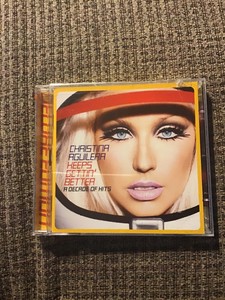 CHRISTINA
AGUILERA
KEEPS
GETTIN'
BETTER
A DECADE OF HITS